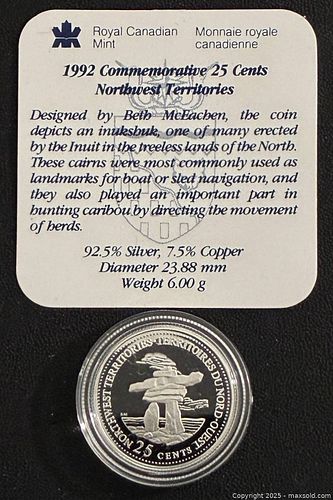 Royal Canadian Mint
Monnaie royale canadienne
1992 Commemorative 25 Cents
Northwest Territories
Designed by Beth McEachen, the coin
depicts an inukshuk, one of many erected
by the Inuit in the treeless lands of the North.
These cairns were most commonly used as
landmarks for boat or sled navigation, and
they also played an important part in
hunting caribou by directing the movement
of herds.
92.5% Silver, 7.5% Copper
Diameter 23.88 mm
Weight 6.00 g
NORTHWEST TERRITORIES · TERRITOIRES DU NORD-OUEST
25 CENTS
Copyright 2025 - maxsold.com